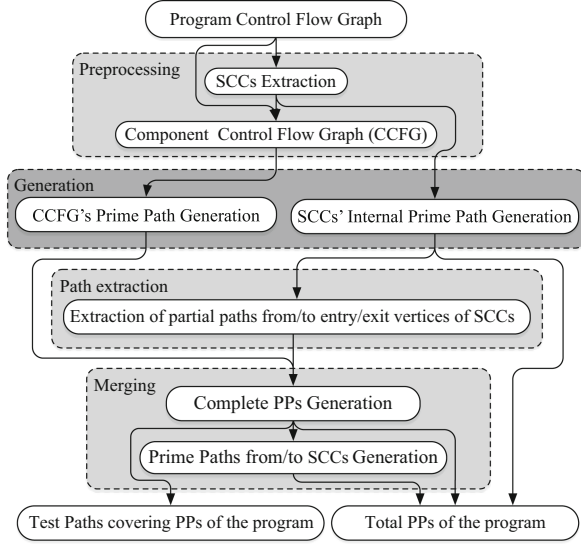 Program Control Flow Graph
Preprocessing
SCCs Extraction
Component Control Flow Graph (CCFG)
Generation
CCFG's Prime Path Generation
SCCs' Internal Prime Path Generation
Path extraction
Extraction of partial paths from/to entry/exit vertices of SCCs
Merging
Complete PPs Generation
Prime Paths from/to SCCs Generation
Test Paths covering PPs of the program
Total PPs of the program